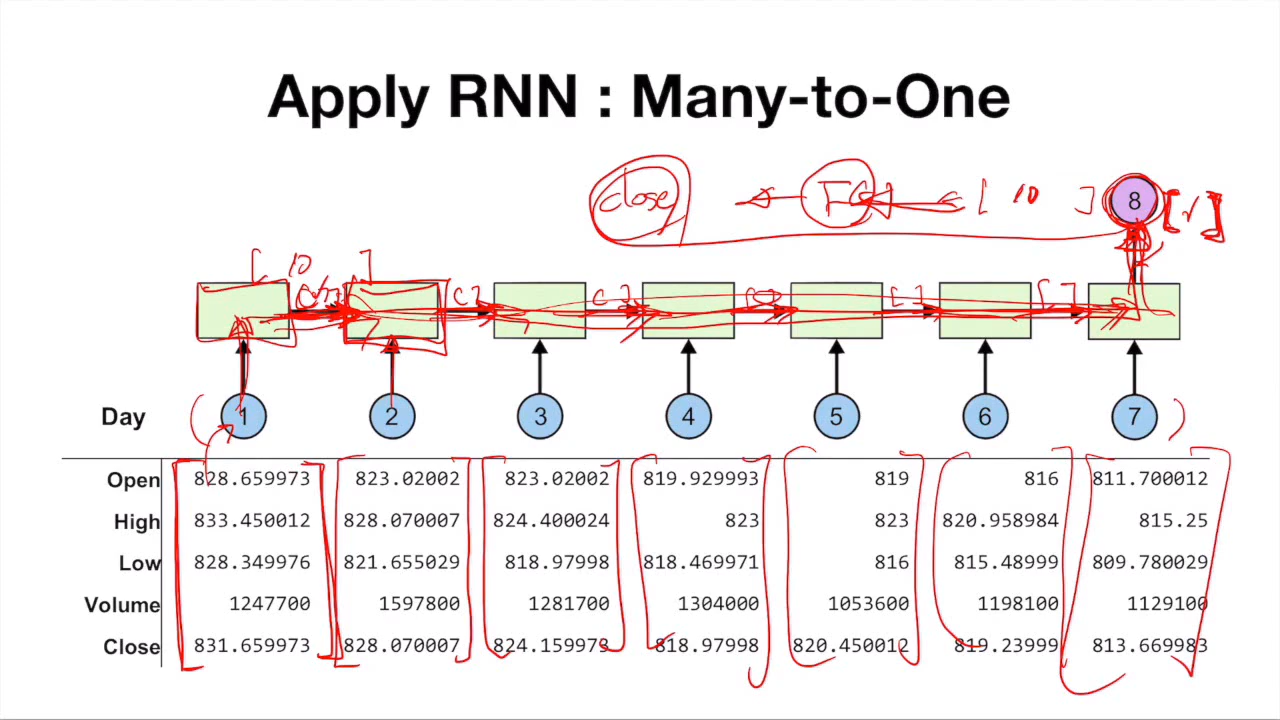 Apply RNN : Many-to-One
close FC [ 10 ] 8 [√]
[ 10 ]
[ ] [ ] [ ] [ ]
Day 1 2 3 4 5 6 7
Open 828.659973 823.02002 823.02002 819.929993 819 816 811.700012
High 833.450012 828.070007 824.400024 823 823 820.958984 815.25
Low 828.349976 821.655029 818.97998 818.469971 816 815.48999 809.780029
Volume 1247700 1597800 1281700 1304000 1053600 1198100 1129100
Close 831.659973 828.070007 824.159973 818.97998 820.450012 819.23999 813.669983